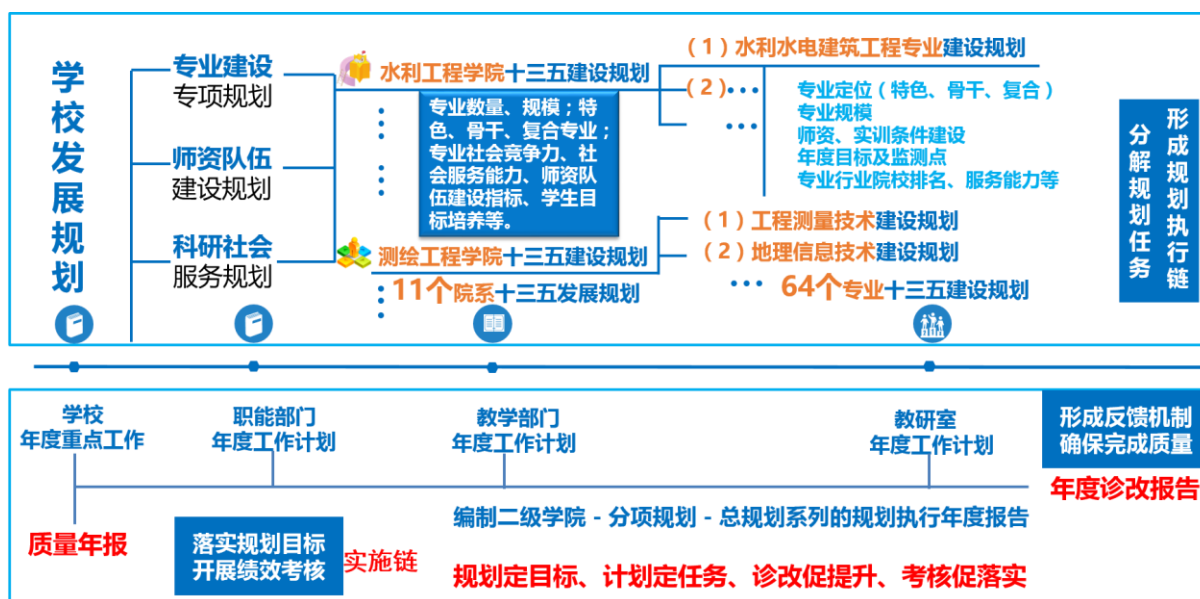 学校发展规划
专业建设
专项规划
师资队伍
建设规划
科研社会
服务规划
水利工程学院十三五建设规划
专业数量、规模；特
色、骨干、复合专业；
专业社会竞争力、社
会服务能力、师资队
伍建设指标、学生目
标培养等。
测绘工程学院十三五建设规划
11个院系十三五发展规划
（1）水利水电建筑工程专业建设规划
（2）…
…
专业定位（特色、骨干、复合）
专业规模
师资、实训条件建设
年度目标及监测点
专业行业院校排名、服务能力等
（1）工程测量技术建设规划
（2）地理信息技术建设规划
… 64个专业十三五建设规划
形成规划执行链
分解规划任务
学校
年度重点工作
职能部门
年度工作计划
教学部门
年度工作计划
教研室
年度工作计划
形成反馈机制
确保完成质量
年度诊改报告
质量年报
落实规划目标
开展绩效考核
实施链
编制二级学院－分项规划－总规划系列的规划执行年度报告
规划定目标、计划定任务、诊改促提升、考核促落实